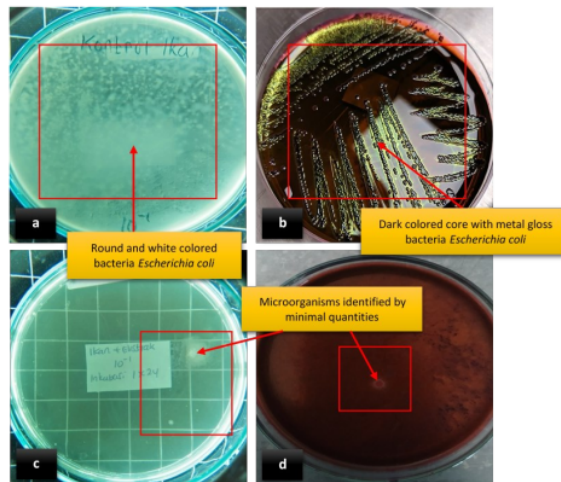 Kontrol Ikan
10⁻¹
a
b
Round and white colored
bacteria Escherichia coli
Dark colored core with metal gloss
bacteria Escherichia coli
Microorganisms identified by
minimal quantities
10⁻¹
c
d